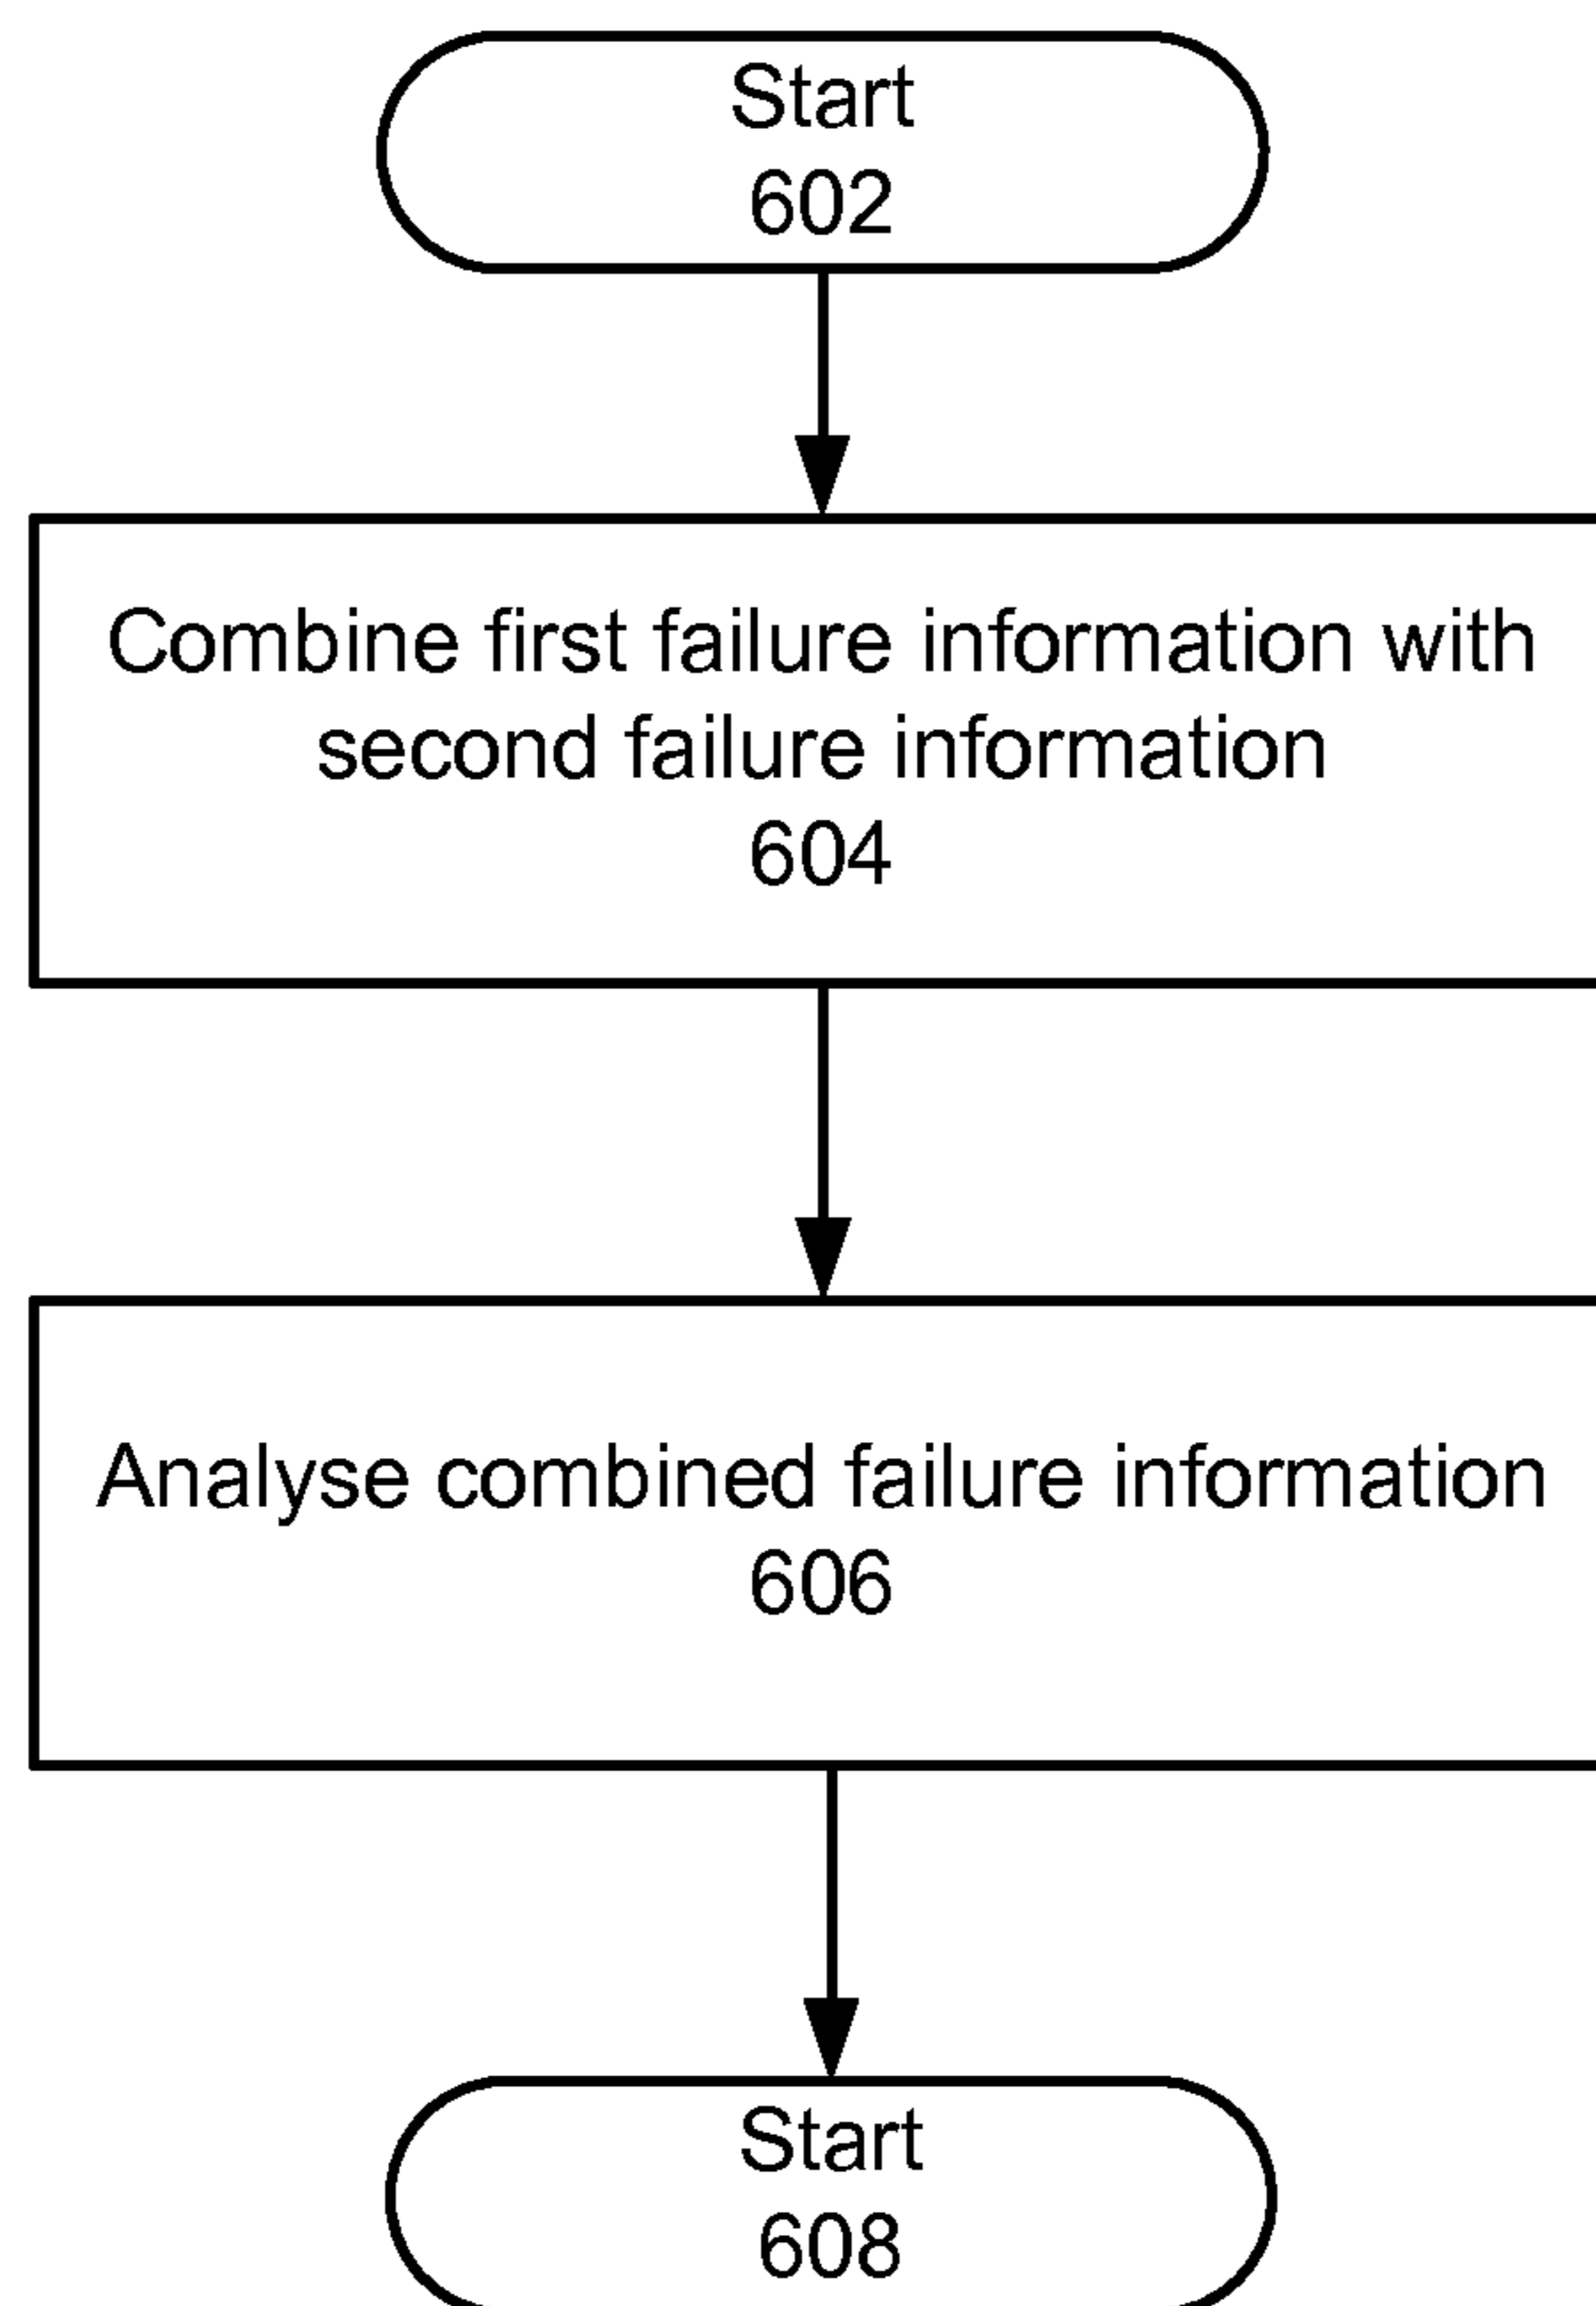 Start
602
Combine first failure information with
second failure information
604
Analyse combined failure information
606
Start
608